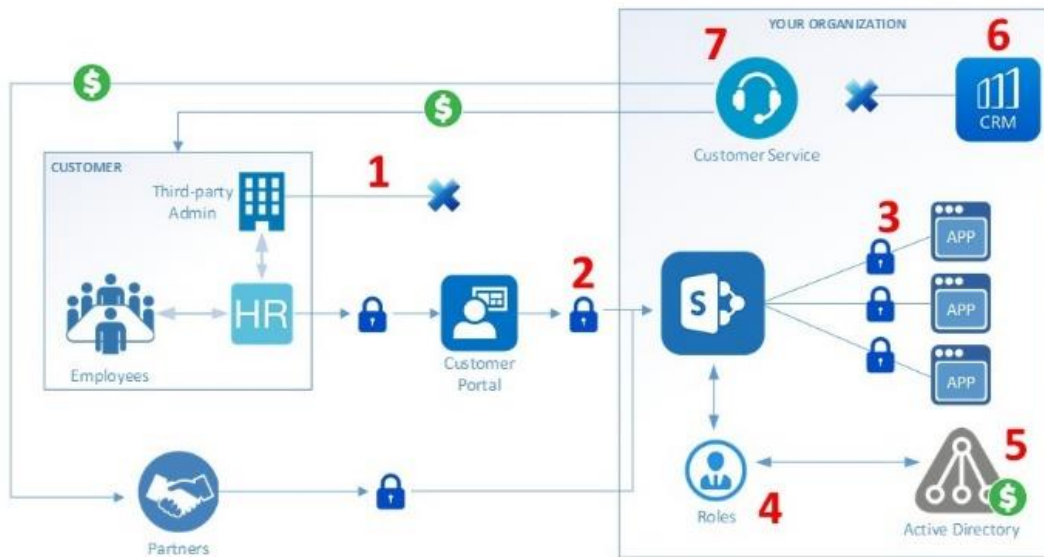 YOUR ORGANIZATION
7
6
$
$
CRM
Customer Service
CUSTOMER
1
Third-party
Admin
3
APP
2
S
APP
HR
Customer
Portal
Employees
APP
5
4
$
Roles
Active Directory
Partners